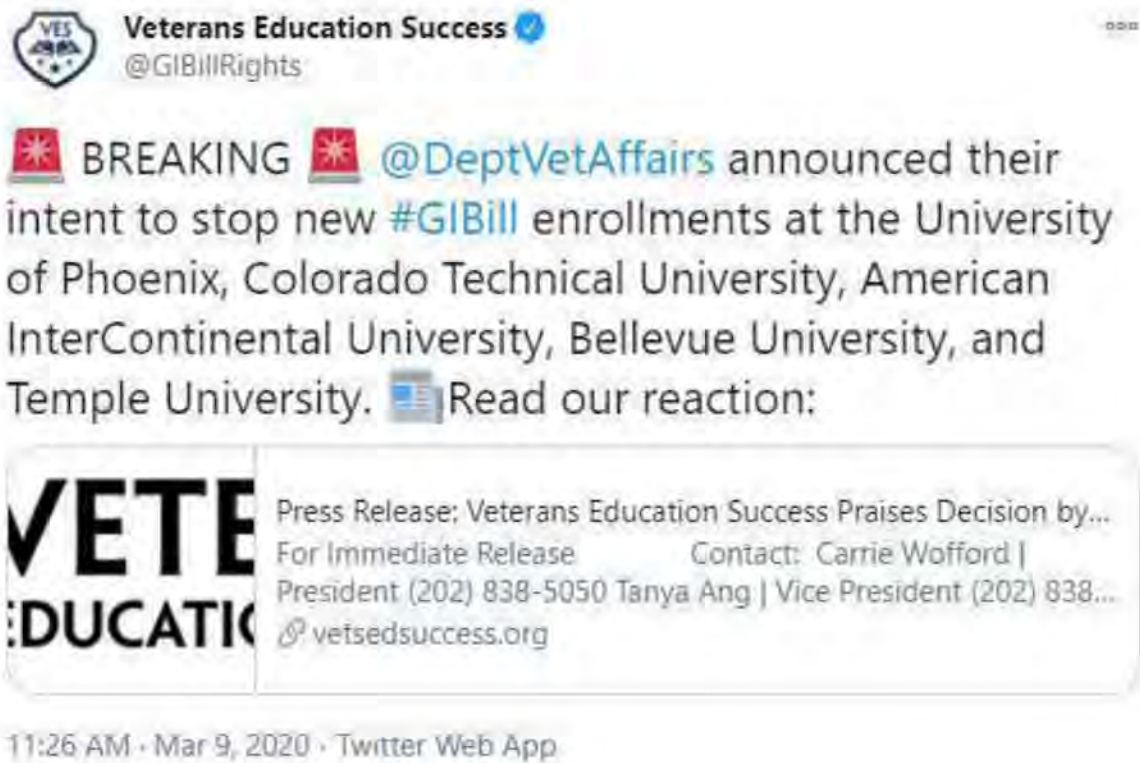 VES
Veterans Education Success
@GIBillRights
BREAKING @DeptVetAffairs announced their
intent to stop new #GIBill enrollments at the University
of Phoenix, Colorado Technical University, American
InterContinental University, Bellevue University, and
Temple University. Read our reaction:
VETE
EDUCATIO
Press Release: Veterans Education Success Praises Decision by...
For Immediate Release Contact: Carrie Wofford |
President (202) 838-5050 Tanya Ang | Vice President (202) 838...
vetsedsuccess.org
11:26 AM · Mar 9, 2020 · Twitter Web App